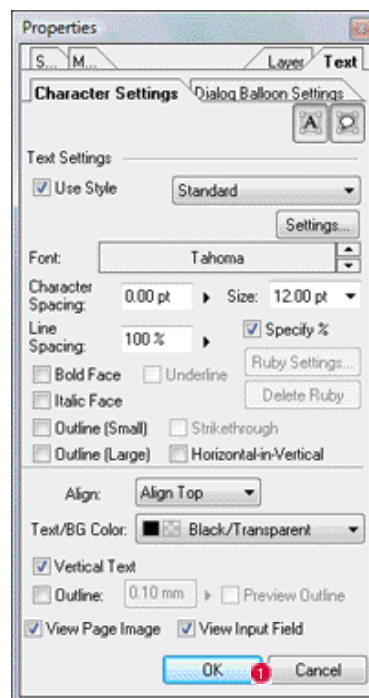 Properties
S... M... Layer Text
Character Settings Dialog Balloon Settings
A
Text Settings
Use Style Standard
Settings...
Font: Tahoma
Character Spacing: 0.00 pt Size: 12.00 pt
Line Spacing: 100 % Specify %
Ruby Settings...
Bold Face Underline
Delete Ruby
Italic Face
Outline (Small) Strikethrough
Outline (Large) Horizontal-in-Vertical
Align: Align Top
Text/BG Color: Black/Transparent
Vertical Text
Outline: 0.10 mm Preview Outline
View Page Image View Input Field
OK 1 Cancel